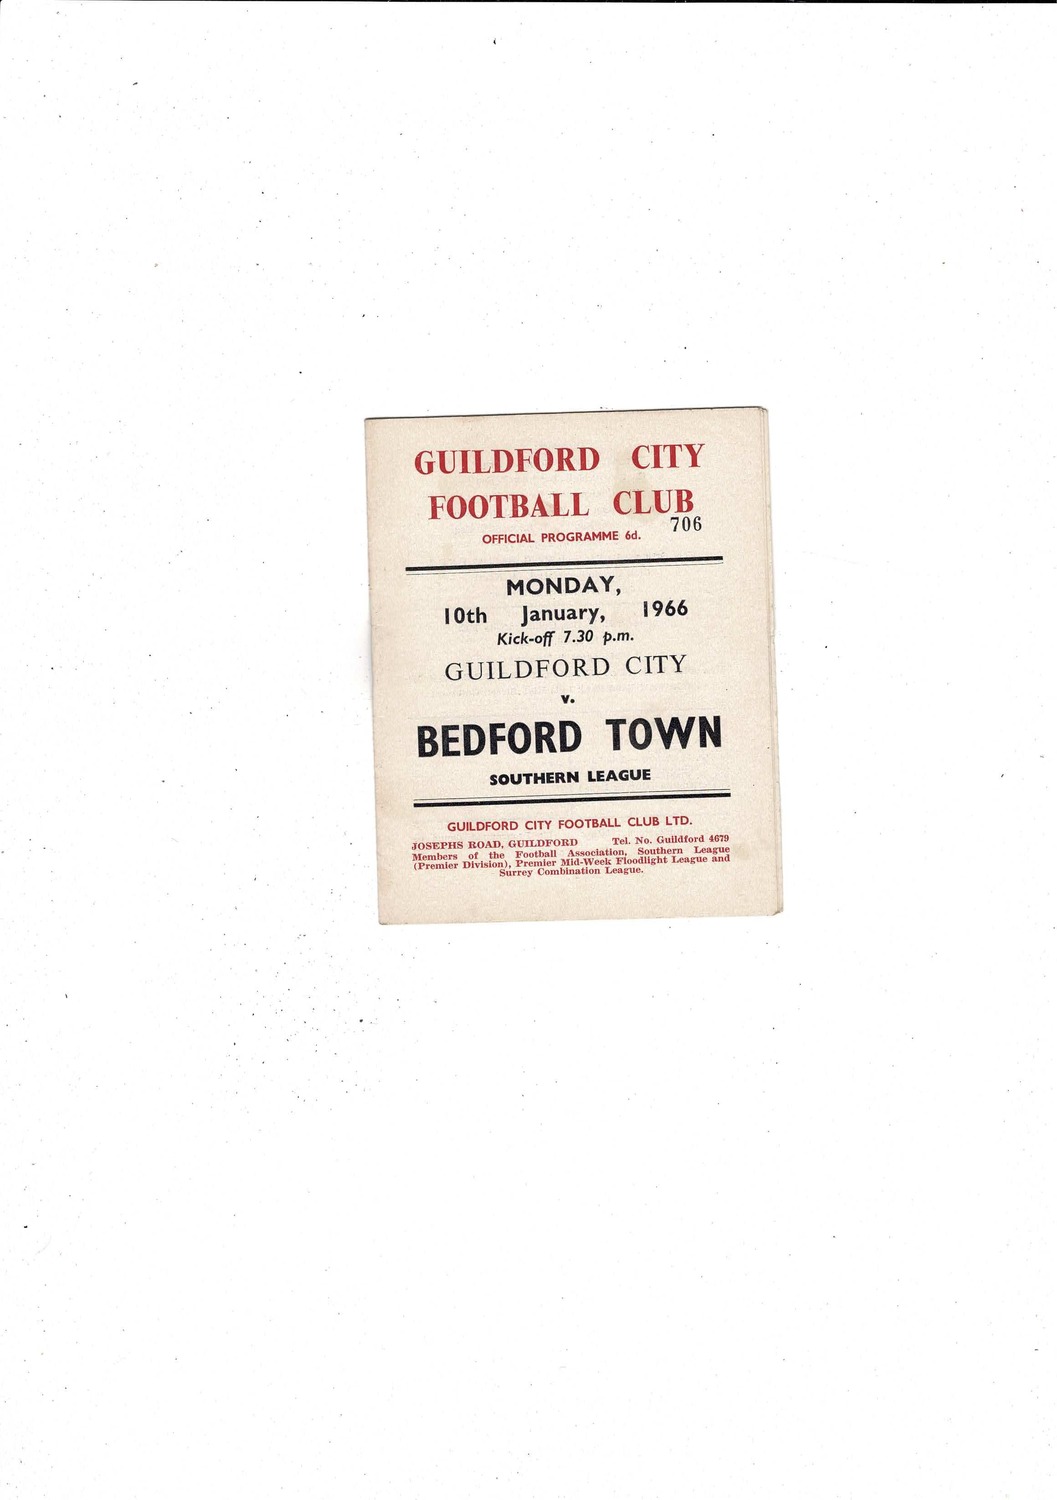 GUILDFORD CITY
FOOTBALL CLUB
706
OFFICIAL PROGRAMME 6d.
MONDAY,
10th January, 1966
Kick-off 7.30 p.m.
GUILDFORD CITY
v.
BEDFORD TOWN
SOUTHERN LEAGUE
GUILDFORD CITY FOOTBALL CLUB LTD.
JOSEPHS ROAD, GUILDFORD Tel. No. Guildford 4679
Members of the Football Association, Southern League
(Premier Division), Premier Mid-Week Floodlight League and
Surrey Combination League.